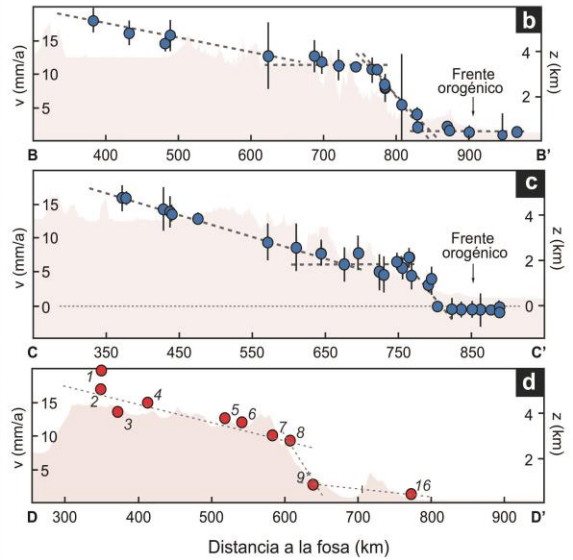 b
v (mm/a)
15
10
5
z (km)
4
2
Frente
orogénico
B
400
500
600
700
800
900
B'
c
v (mm/a)
15
10
5
0
z (km)
4
2
0
Frente
orogénico
C
350
450
550
650
750
850
C'
d
v (mm/a)
15
10
5
z (km)
4
2
1
2
3
4
5
6
7
8
9*
16
D
300
400
500
600
700
800
900
D'
Distancia a la fosa (km)